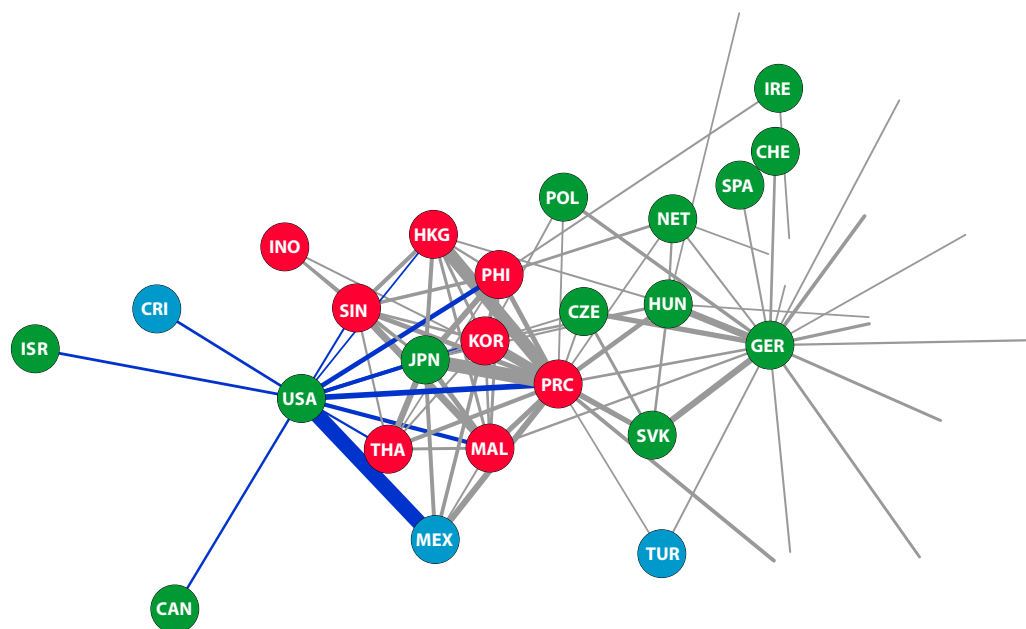 IRE
CHE
SPA
POL
NET
HKG
INO
PHI
CRI
SIN
HUN
CZE
ISR
KOR
GER
JPN
PRC
USA
SVK
THA
MAL
MEX
TUR
CAN